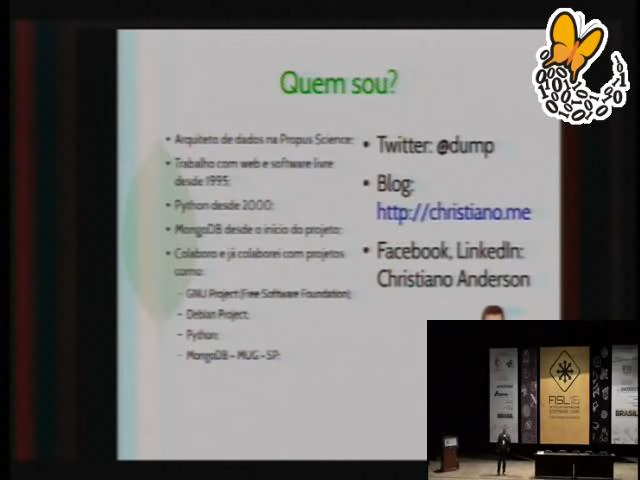 Quem sou?
Arquiteto de dados na Propus Science;
Trabalho com web e software livre
desde 1995;
Python desde 2000;
MongoDB desde o início do projeto;
Colaboro e já colaborei com projetos
como:
– GNU Project (Free Software Foundation);
– Debian Project;
– Python;
– MongoDB – MUG – SP;
Twitter: @dump
Blog:
http://christiano.me
Facebook, LinkedIn:
Christiano Anderson
FISL16
BRASIL